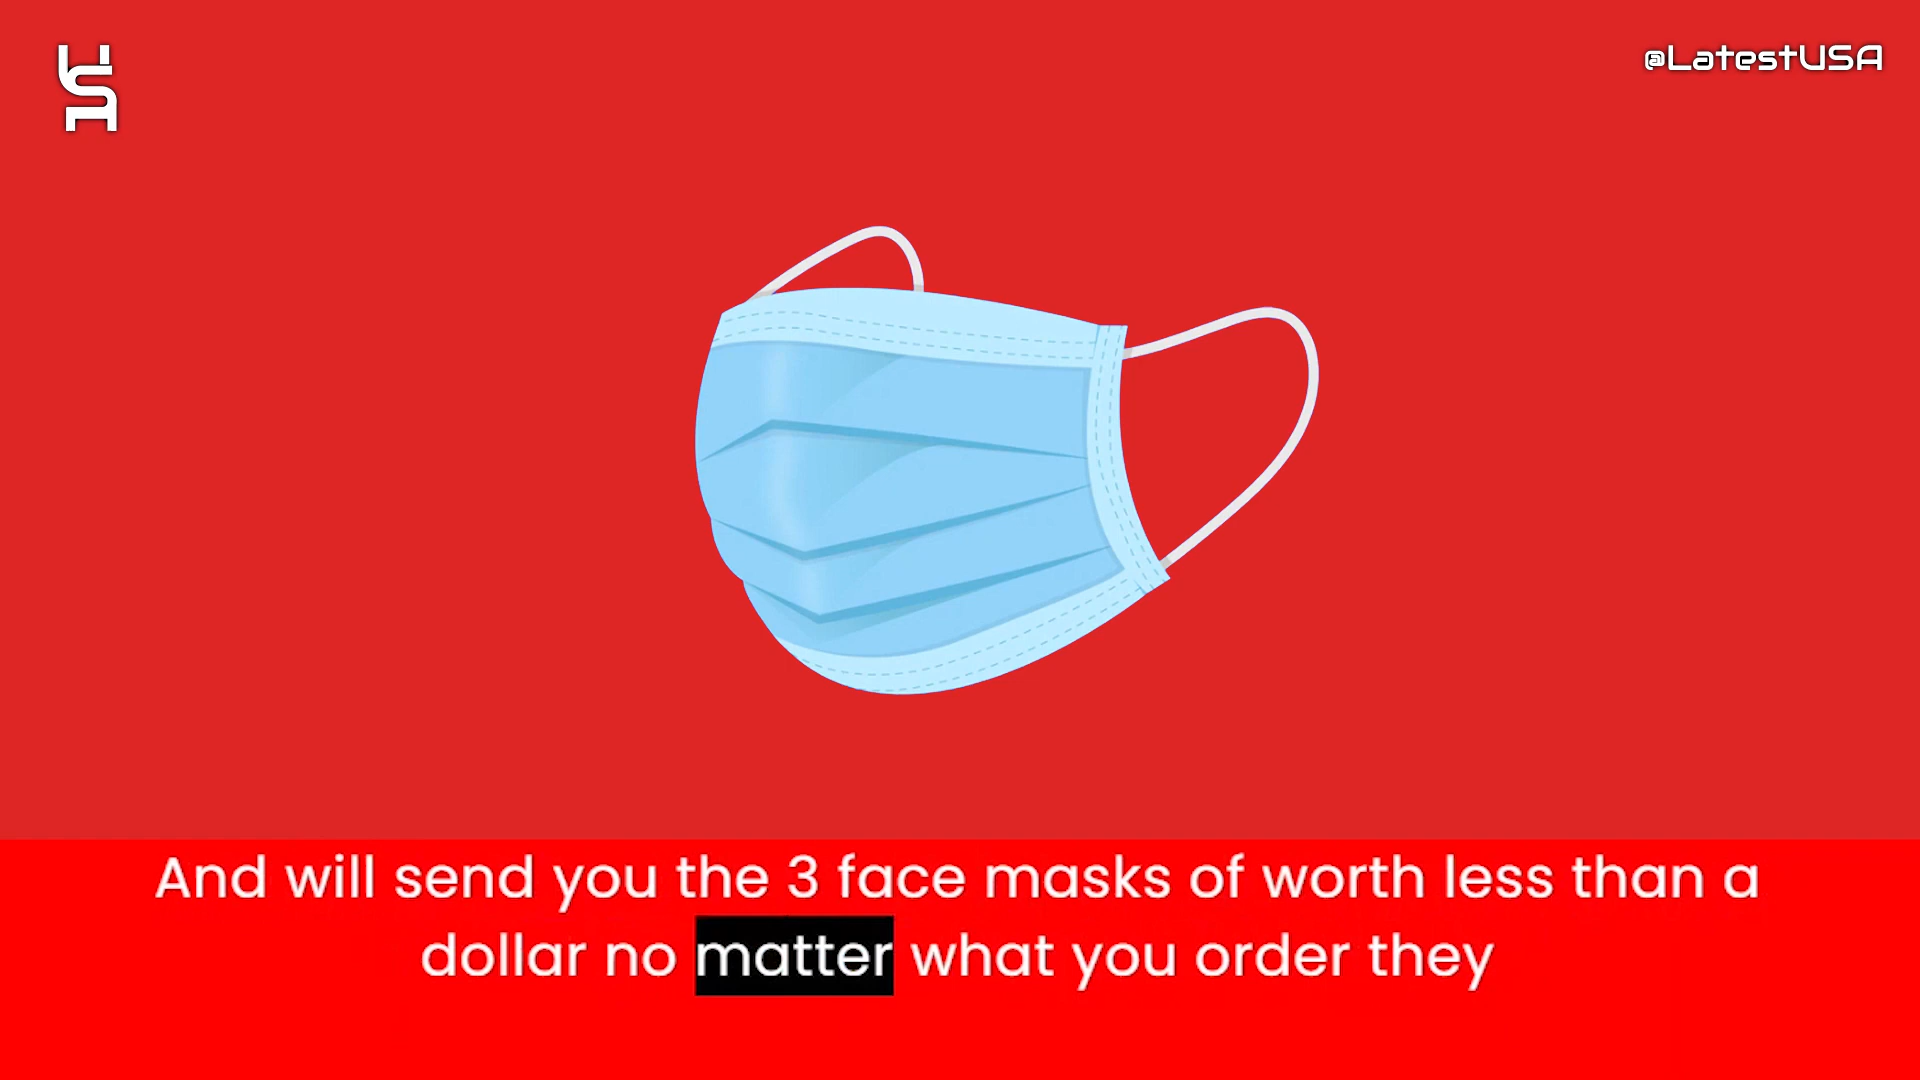 USA
@LatestUSA
And will send you the 3 face masks of worth less than a
dollar no matter what you order they